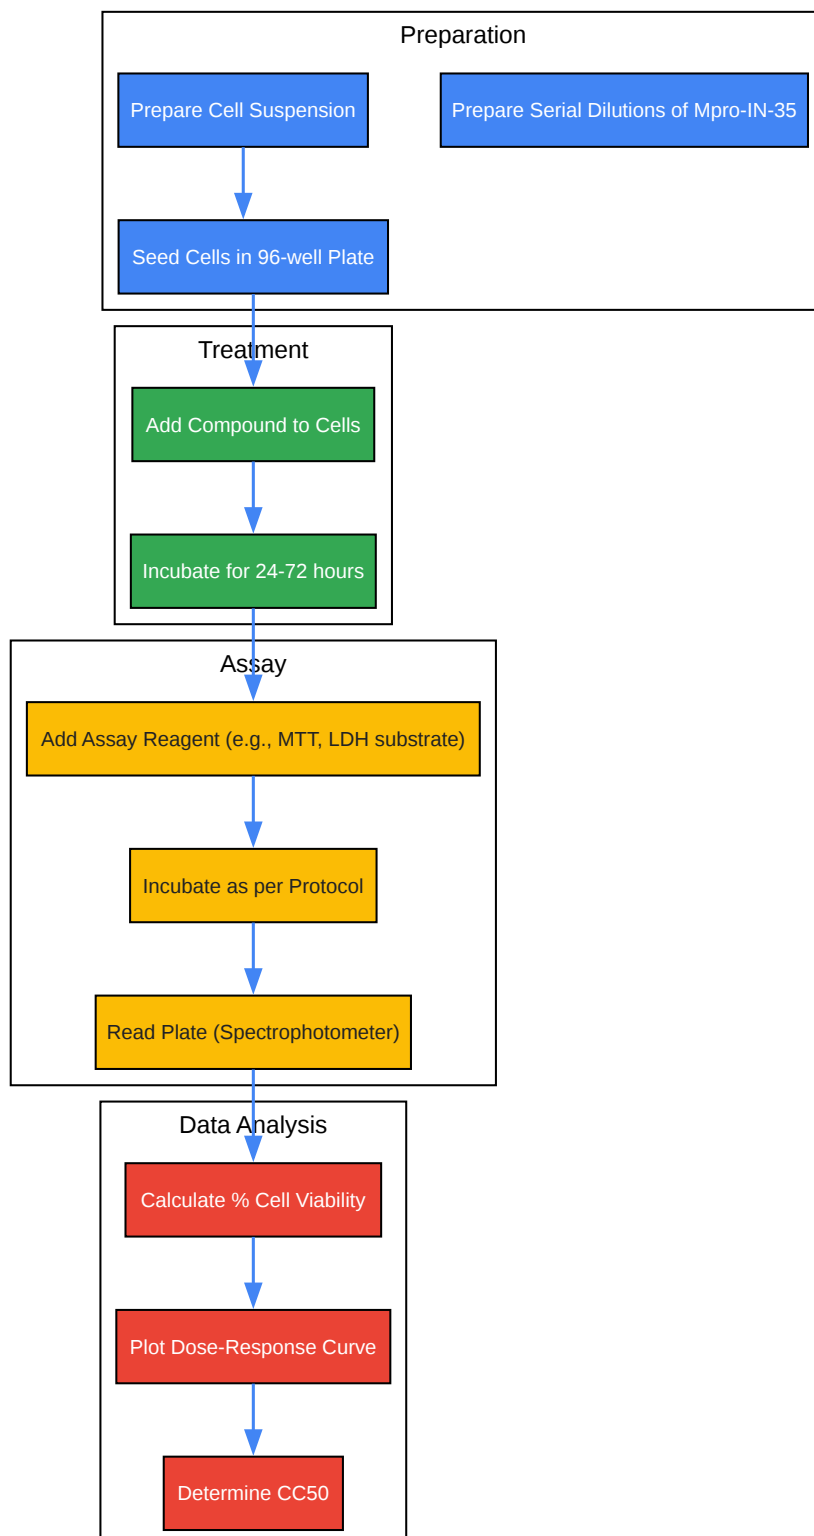 Preparation
Prepare Cell Suspension
Prepare Serial Dilutions of Mpro-IN-35
Seed Cells in 96-well Plate
Treatment
Add Compound to Cells
Incubate for 24-72 hours
Assay
Add Assay Reagent (e.g., MTT, LDH substrate)
Incubate as per Protocol
Read Plate (Spectrophotometer)
Data Analysis
Calculate % Cell Viability
Plot Dose-Response Curve
Determine CC50